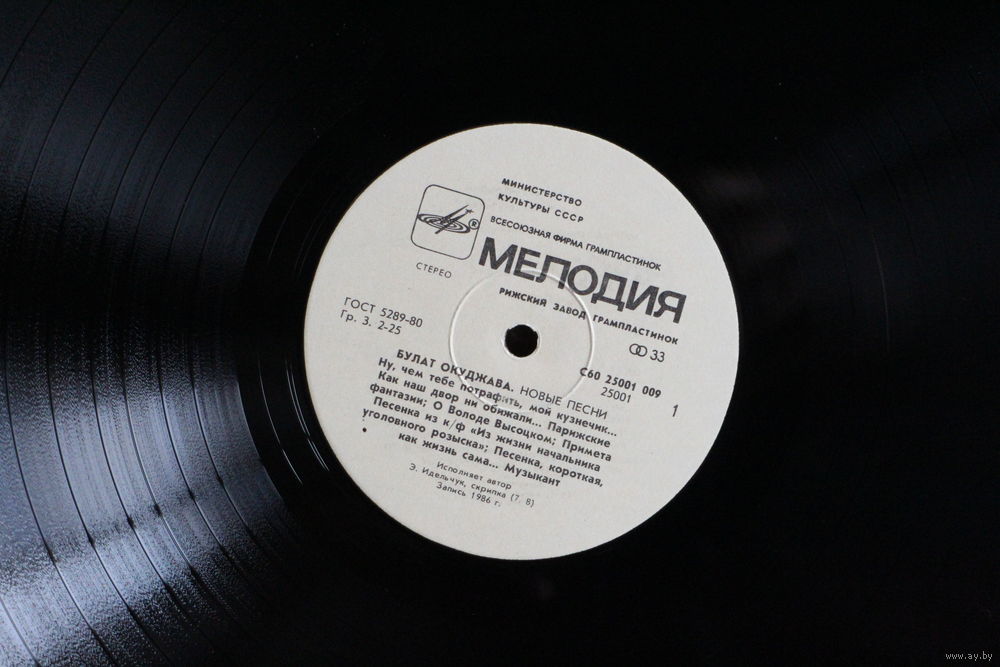 МИНИСТЕРСТВО
КУЛЬТУРЫ СССР
ВСЕСОЮЗНАЯ ФИРМА ГРАМПЛАСТИНОК
®
МЕЛОДИЯ
СТЕРЕО
РИЖСКИЙ ЗАВОД ГРАМПЛАСТИНОК
ГОСТ 5289-80
Гр. 3. 2-25
33
С60 25001 009
25001
1
БУЛАТ ОКУДЖАВА. НОВЫЕ ПЕСНИ
Ну, чем тебе потрафить, мой кузнечик...
Как наш двор ни обижали... Парижские
фантазии; О Володе Высоцком; Примета
Песенка из к/ф «Из жизни начальника
уголовного розыска»; Песенка, короткая,
как жизнь сама... Музыкант
Исполняет автор
Э. Идельчук, скрипка (7, 8)
Запись 1986 г.
www.ay.by